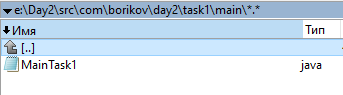 e:\Day2\src\com\borikov\day2\task1\main\*.*
Имя Тип
[..]
MainTask1 java